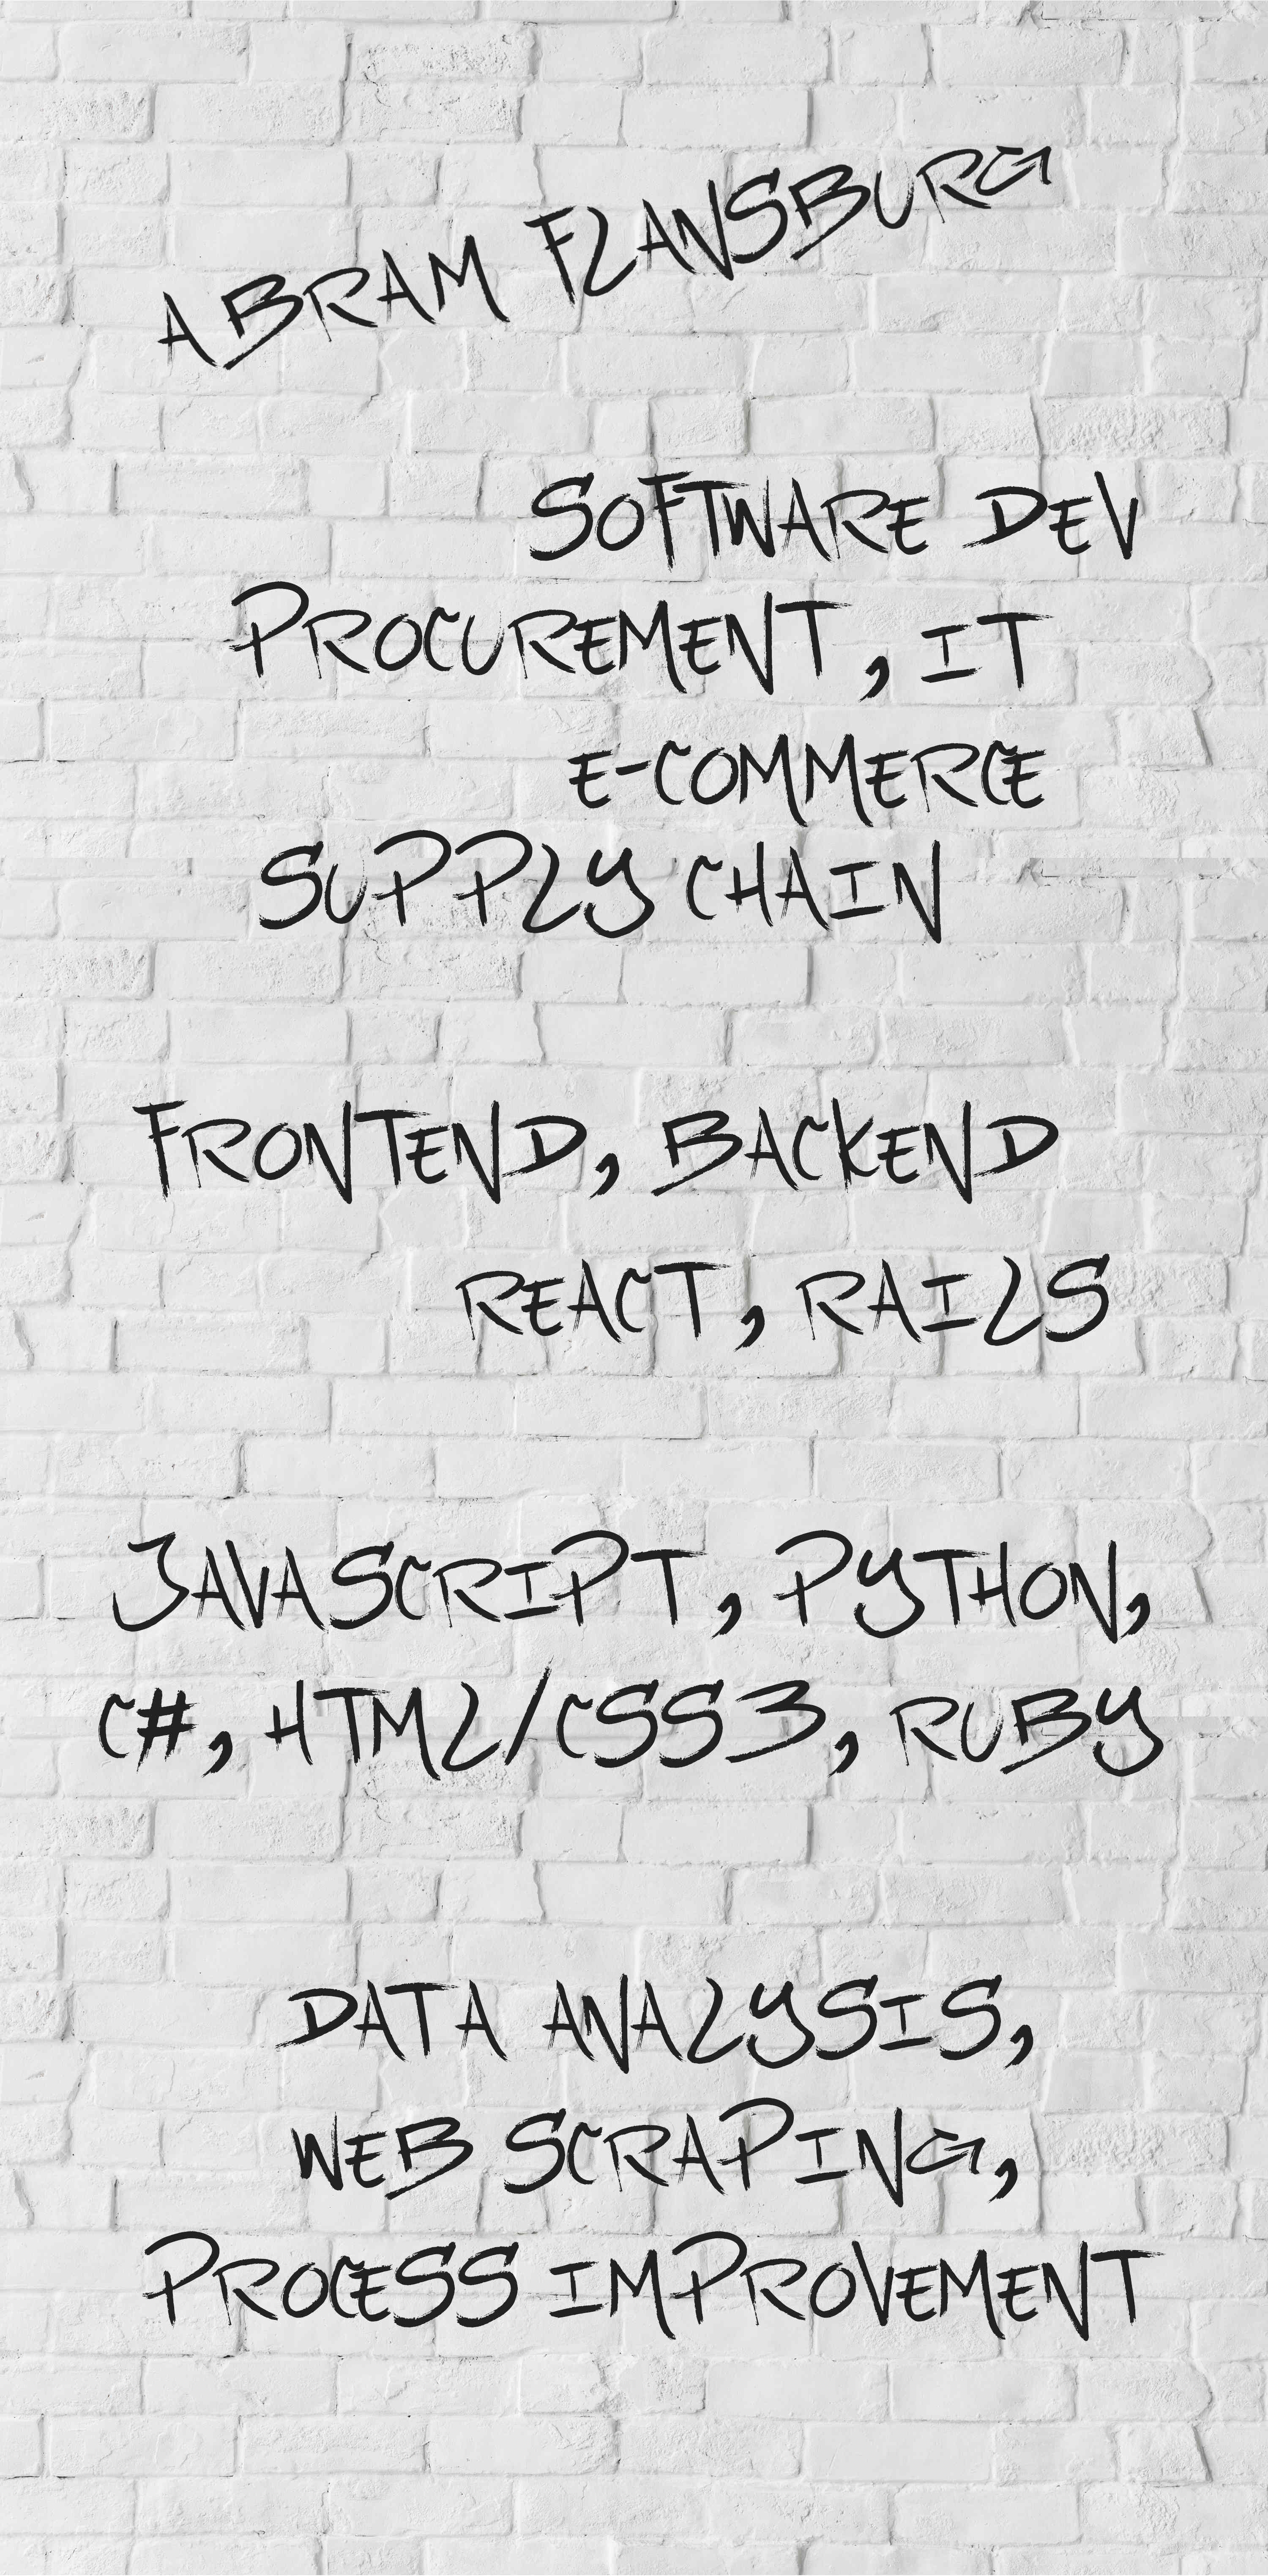 ABRAM FLANSBURG
SOFTWARE DEV
PROCUREMENT, IT
E-COMMERCE
SUPPLY CHAIN
FRONTEND, BACKEND
REACT, RAILS
JAVASCRIPT, PYTHON,
C#, HTML/CSS3, RUBY
DATA ANALYSIS,
WEB SCRAPING,
PROCESS IMPROVEMENT